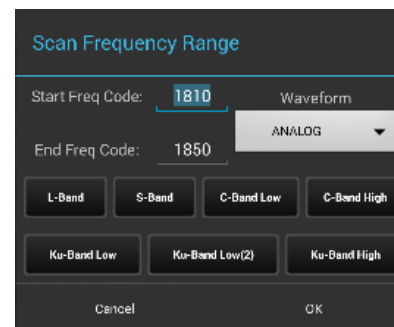 Scan Frequency Range
Start Freq Code: 1810 Waveform
ANALOG
End Freq Code: 1850
L-Band S-Band C-Band Low C-Band High
Ku-Band Low Ku-Band Low(2) Ku-Band High
Cancel OK